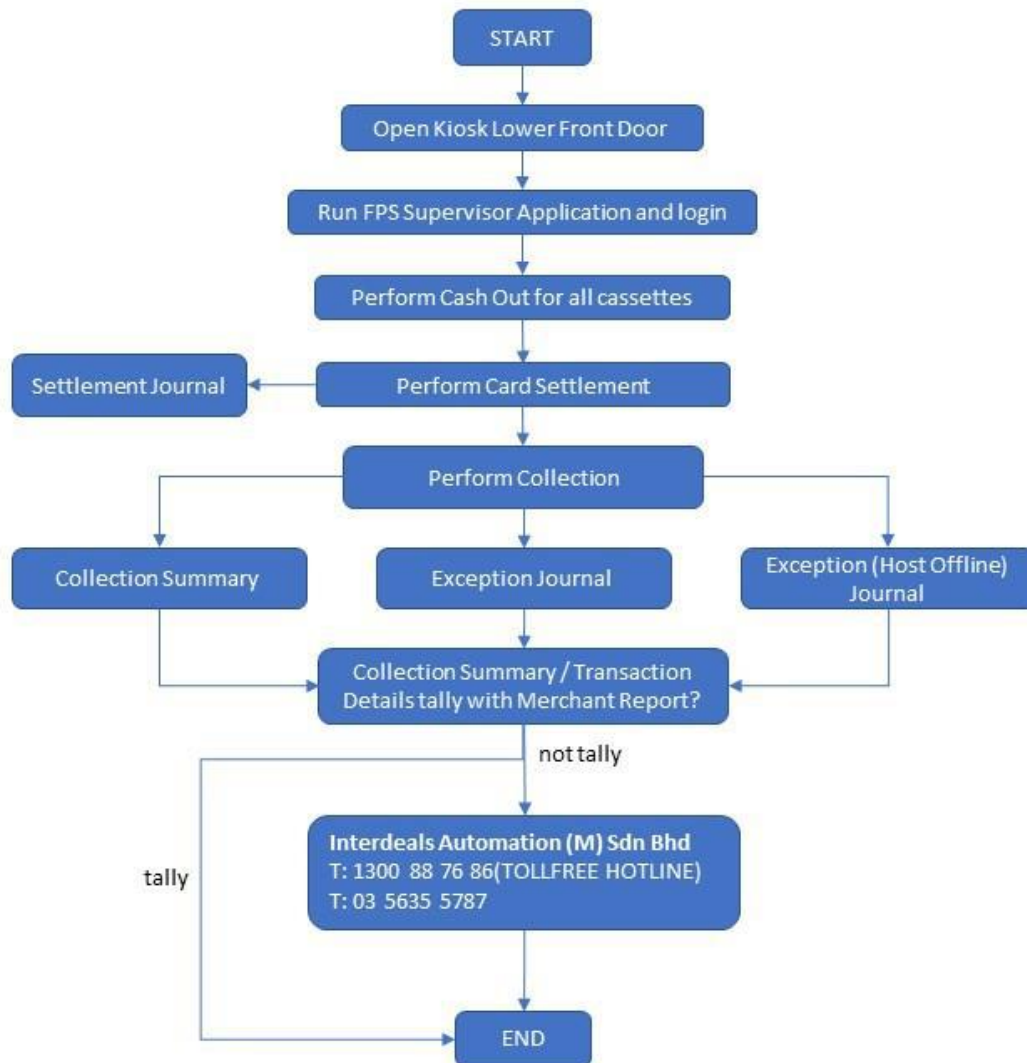 START
Open Kiosk Lower Front Door
Run FPS Supervisor Application and login
Perform Cash Out for all cassettes
Settlement Journal
Perform Card Settlement
Perform Collection
Collection Summary
Exception Journal
Exception (Host Offline)
Journal
Collection Summary / Transaction
Details tally with Merchant Report?
not tally
tally
Interdeals Automation (M) Sdn Bhd
T: 1300 88 76 86(TOLLFREE HOTLINE)
T: 03 5635 5787
END